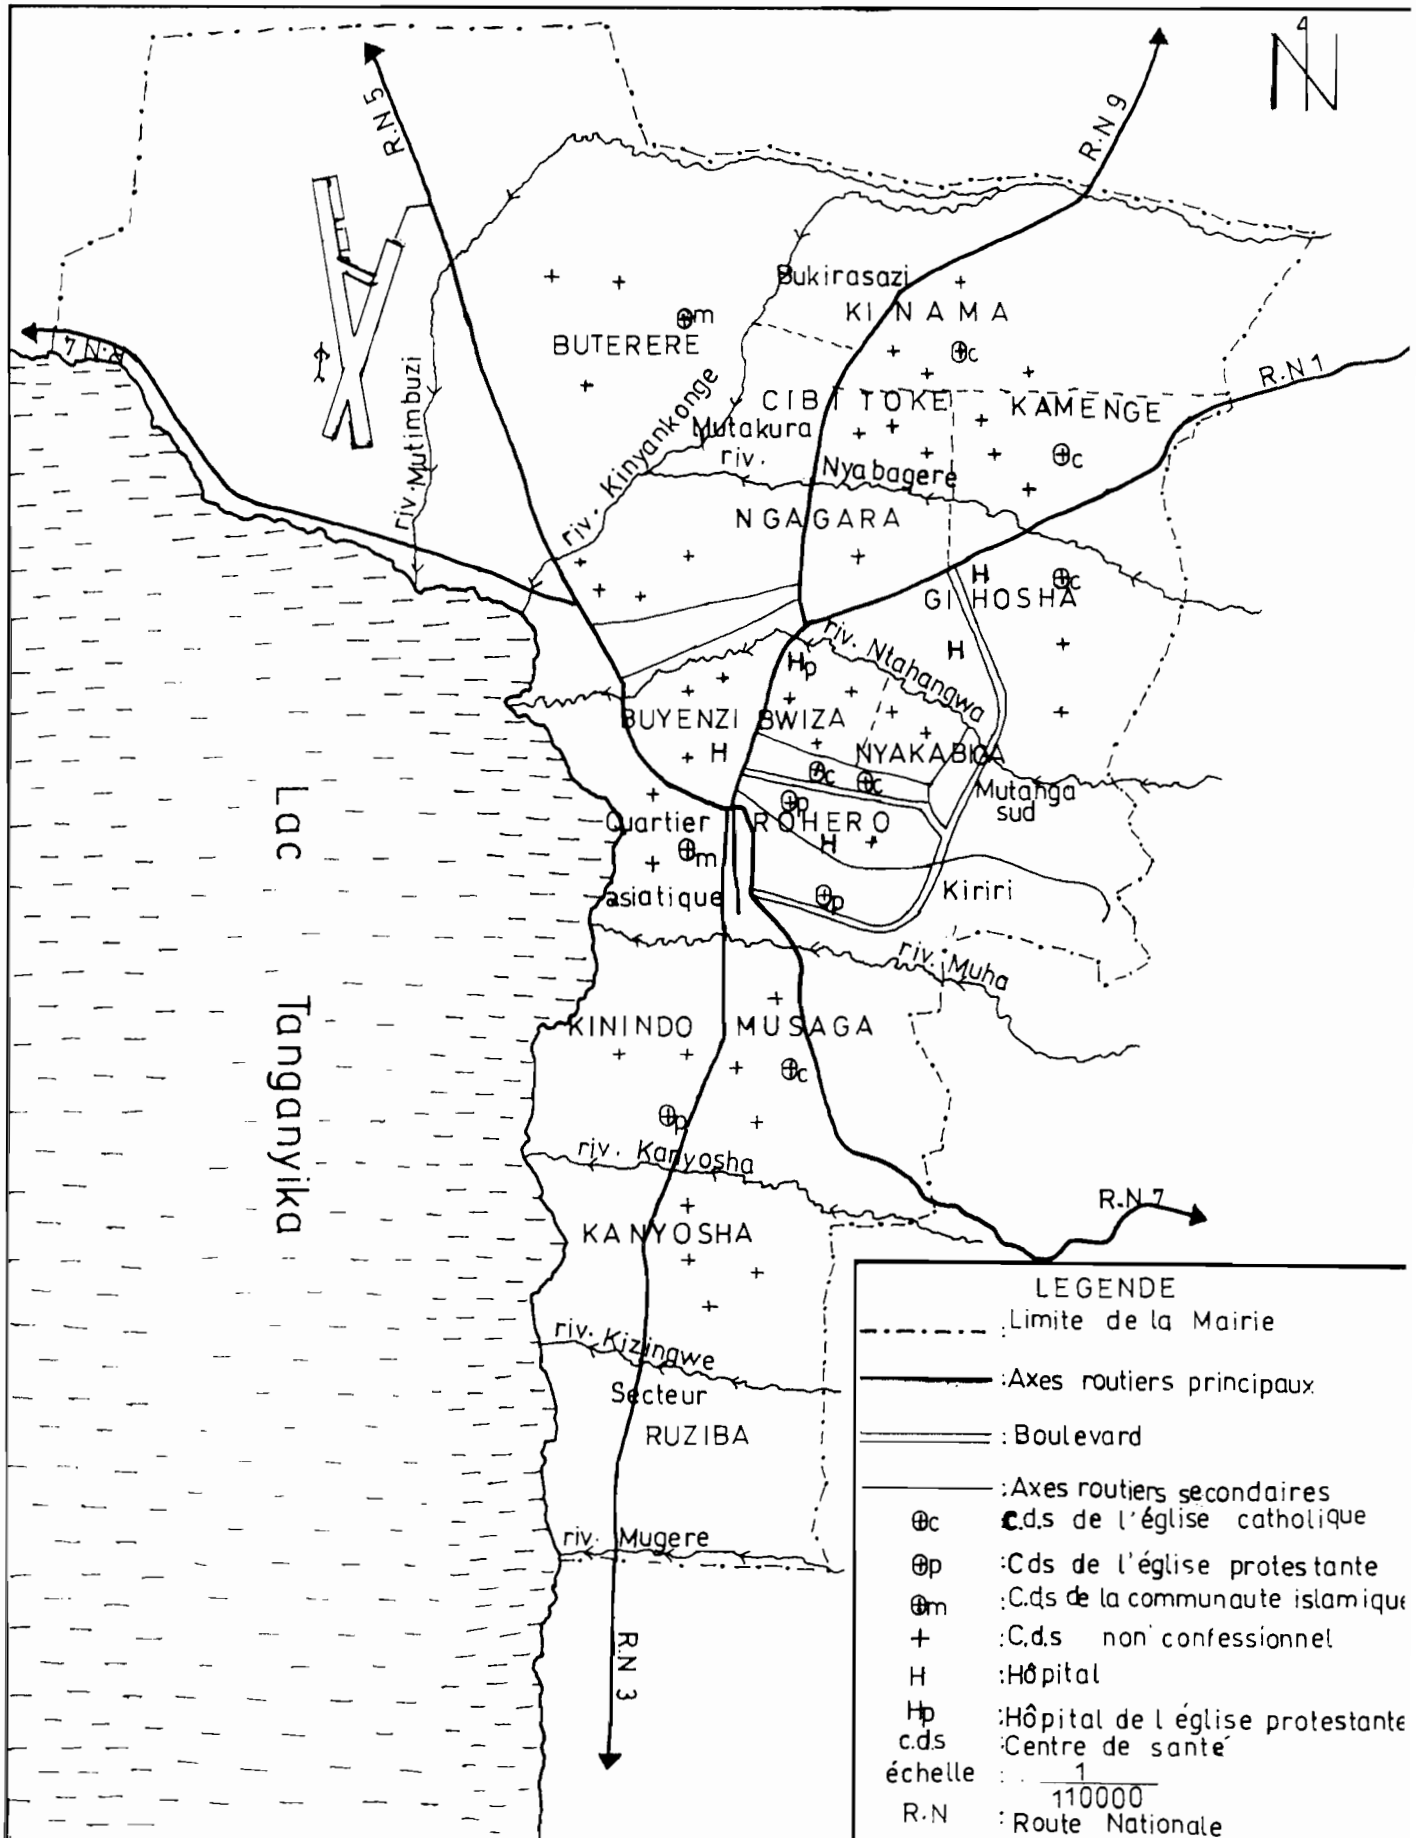 N
R.N 5
R.N 9
Bukirasazi
KINAMA
⊕m
BUTERERE
⊕c
R.N 4
R.N 1
riv. Mutimbuzi
riv. Kinyankonge
CIBITOKE
KAMENGE
Mutakura
⊕c
riv. Nyabagere
NGAGARA
H
⊕c
GIHOSHA
riv. Ntahangwa
H
Hp
BUYENZI
BWIZA
H
NYAKABIGA
⊕c
⊕c
Mutanga
sud
⊕p
Quartier
asiatique
ROHERO
H
⊕m
⊕p
Kiriri
riv. Muha
Lac Tanganyika
KININDO
MUSAGA
⊕c
⊕p
riv. Kanyosha
R.N 7
KANYOSHA
riv. Kizingwe
Secteur
RUZIBA
riv. Mugere
R.N 3
LEGENDE
: Limite de la Mairie
: Axes routiers principaux
: Boulevard
: Axes routiers secondaires
⊕c c.d.s de l'église catholique
⊕p : Cds de l'église protestante
⊕m : C.d.s de la communaute islamique
+ : C.d.s non confessionnel
H : Hôpital
Hp : Hôpital de l église protestante
c.d.s : Centre de santé
échelle : 1
110000
R.N : Route Nationale